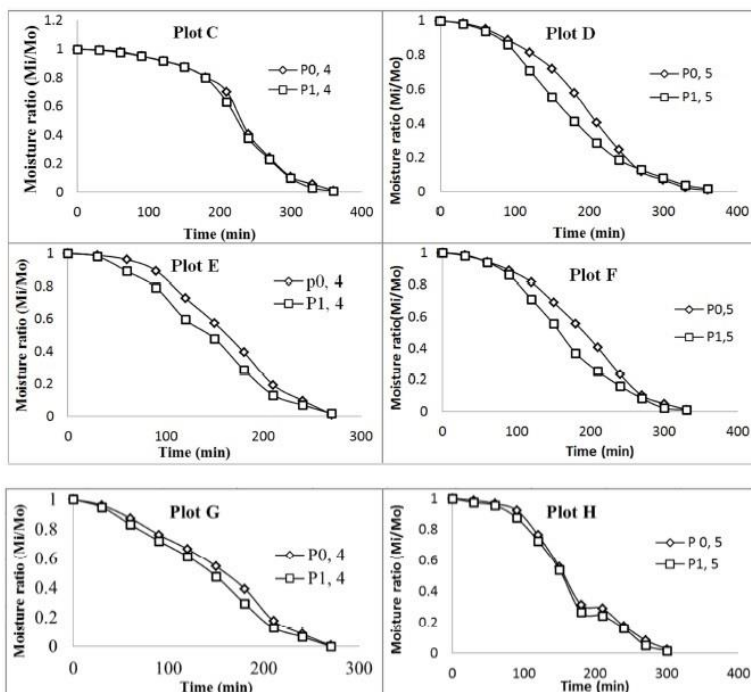 Plot C
Moisture ratio (Mi/Mo)
1.2
1
0.8
0.6
0.4
0.2
0
0 100 200 300 400
Time (min)
P0, 4
P1, 4
Plot D
Moisture ratio (Mi/Mo)
1
0.8
0.6
0.4
0.2
0
0 100 200 300 400
Time (min)
P0, 5
P1, 5
Plot E
Moisture ratio (Mi/Mo)
1
0.8
0.6
0.4
0.2
0
0 100 200 300
Time (min)
p0, 4
P1, 4
Plot F
Moisture ratio(Mi/Mo)
1
0.8
0.6
0.4
0.2
0
0 100 200 300 400
Time (min)
P0,5
P1,5
Plot G
Moisture ratio (Mi/Mo)
1
0.8
0.6
0.4
0.2
0
0 100 200 300
Time (min)
P0, 4
P1, 4
Plot H
Moisture ratio (Mi/Mo)
1
0.8
0.6
0.4
0.2
0
0 100 200 300 400
Time (min)
P 0, 5
P1, 5